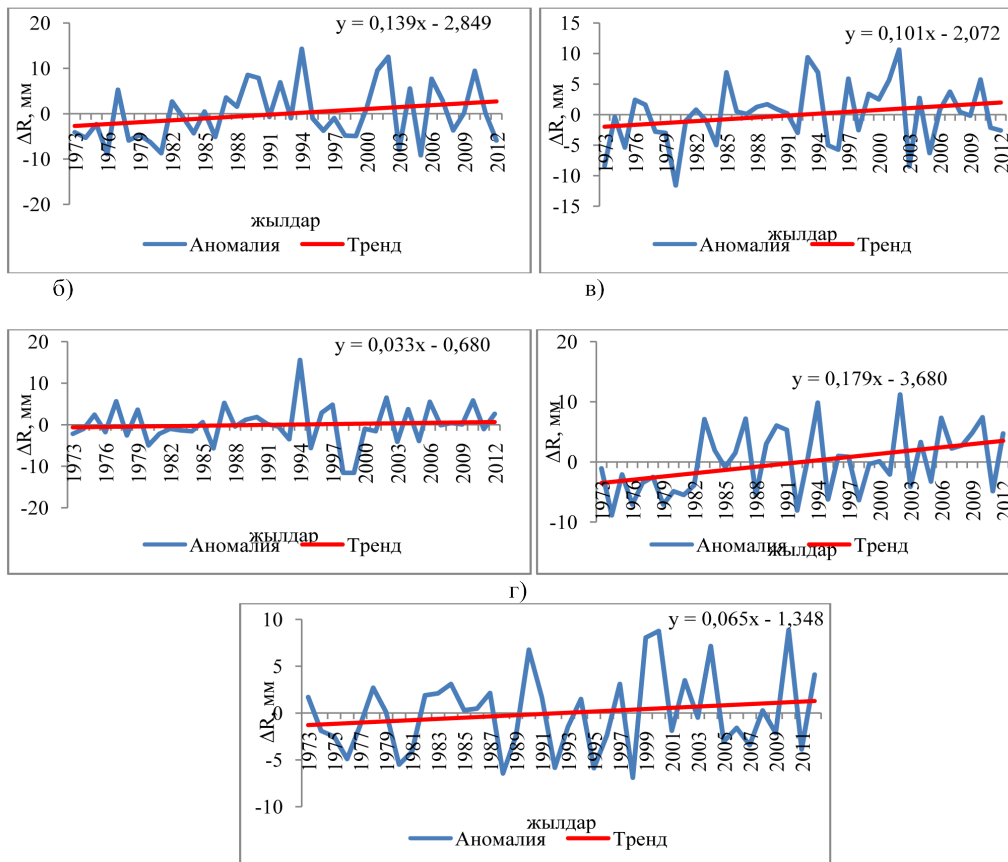 y = 0,139x - 2,849
20
10
0
-10
-20
ΔR, мм
1973 1976 1979 1982 1985 1988 1991 1994 1997 2000 2003 2006 2009 2012
жылдар
Аномалия Тренд
y = 0,101x - 2,072
15
10
5
0
-5
-10
-15
ΔR, мм
1973 1976 1979 1982 1985 1988 1991 1994 1997 2000 2003 2006 2009 2012
жылдар
Аномалия Тренд
б) в)
y = 0,033x - 0,680
20
10
0
-10
-20
ΔR, мм
1973 1976 1979 1982 1985 1988 1991 1994 1997 2000 2003 2006 2009 2012
жылдар
Аномалия Тренд
y = 0,179x - 3,680
20
10
0
-10
ΔR, мм
1973 1976 1979 1982 1985 1988 1991 1994 1997 2000 2003 2006 2009 2012
жылдар
Аномалия Тренд
г)
y = 0,065x - 1,348
10
5
0
-5
-10
ΔR, мм
1973 1975 1977 1979 1981 1983 1985 1987 1989 1991 1993 1995 1997 1999 2001 2003 2005 2007 2009 2011
жылдар
Аномалия Тренд